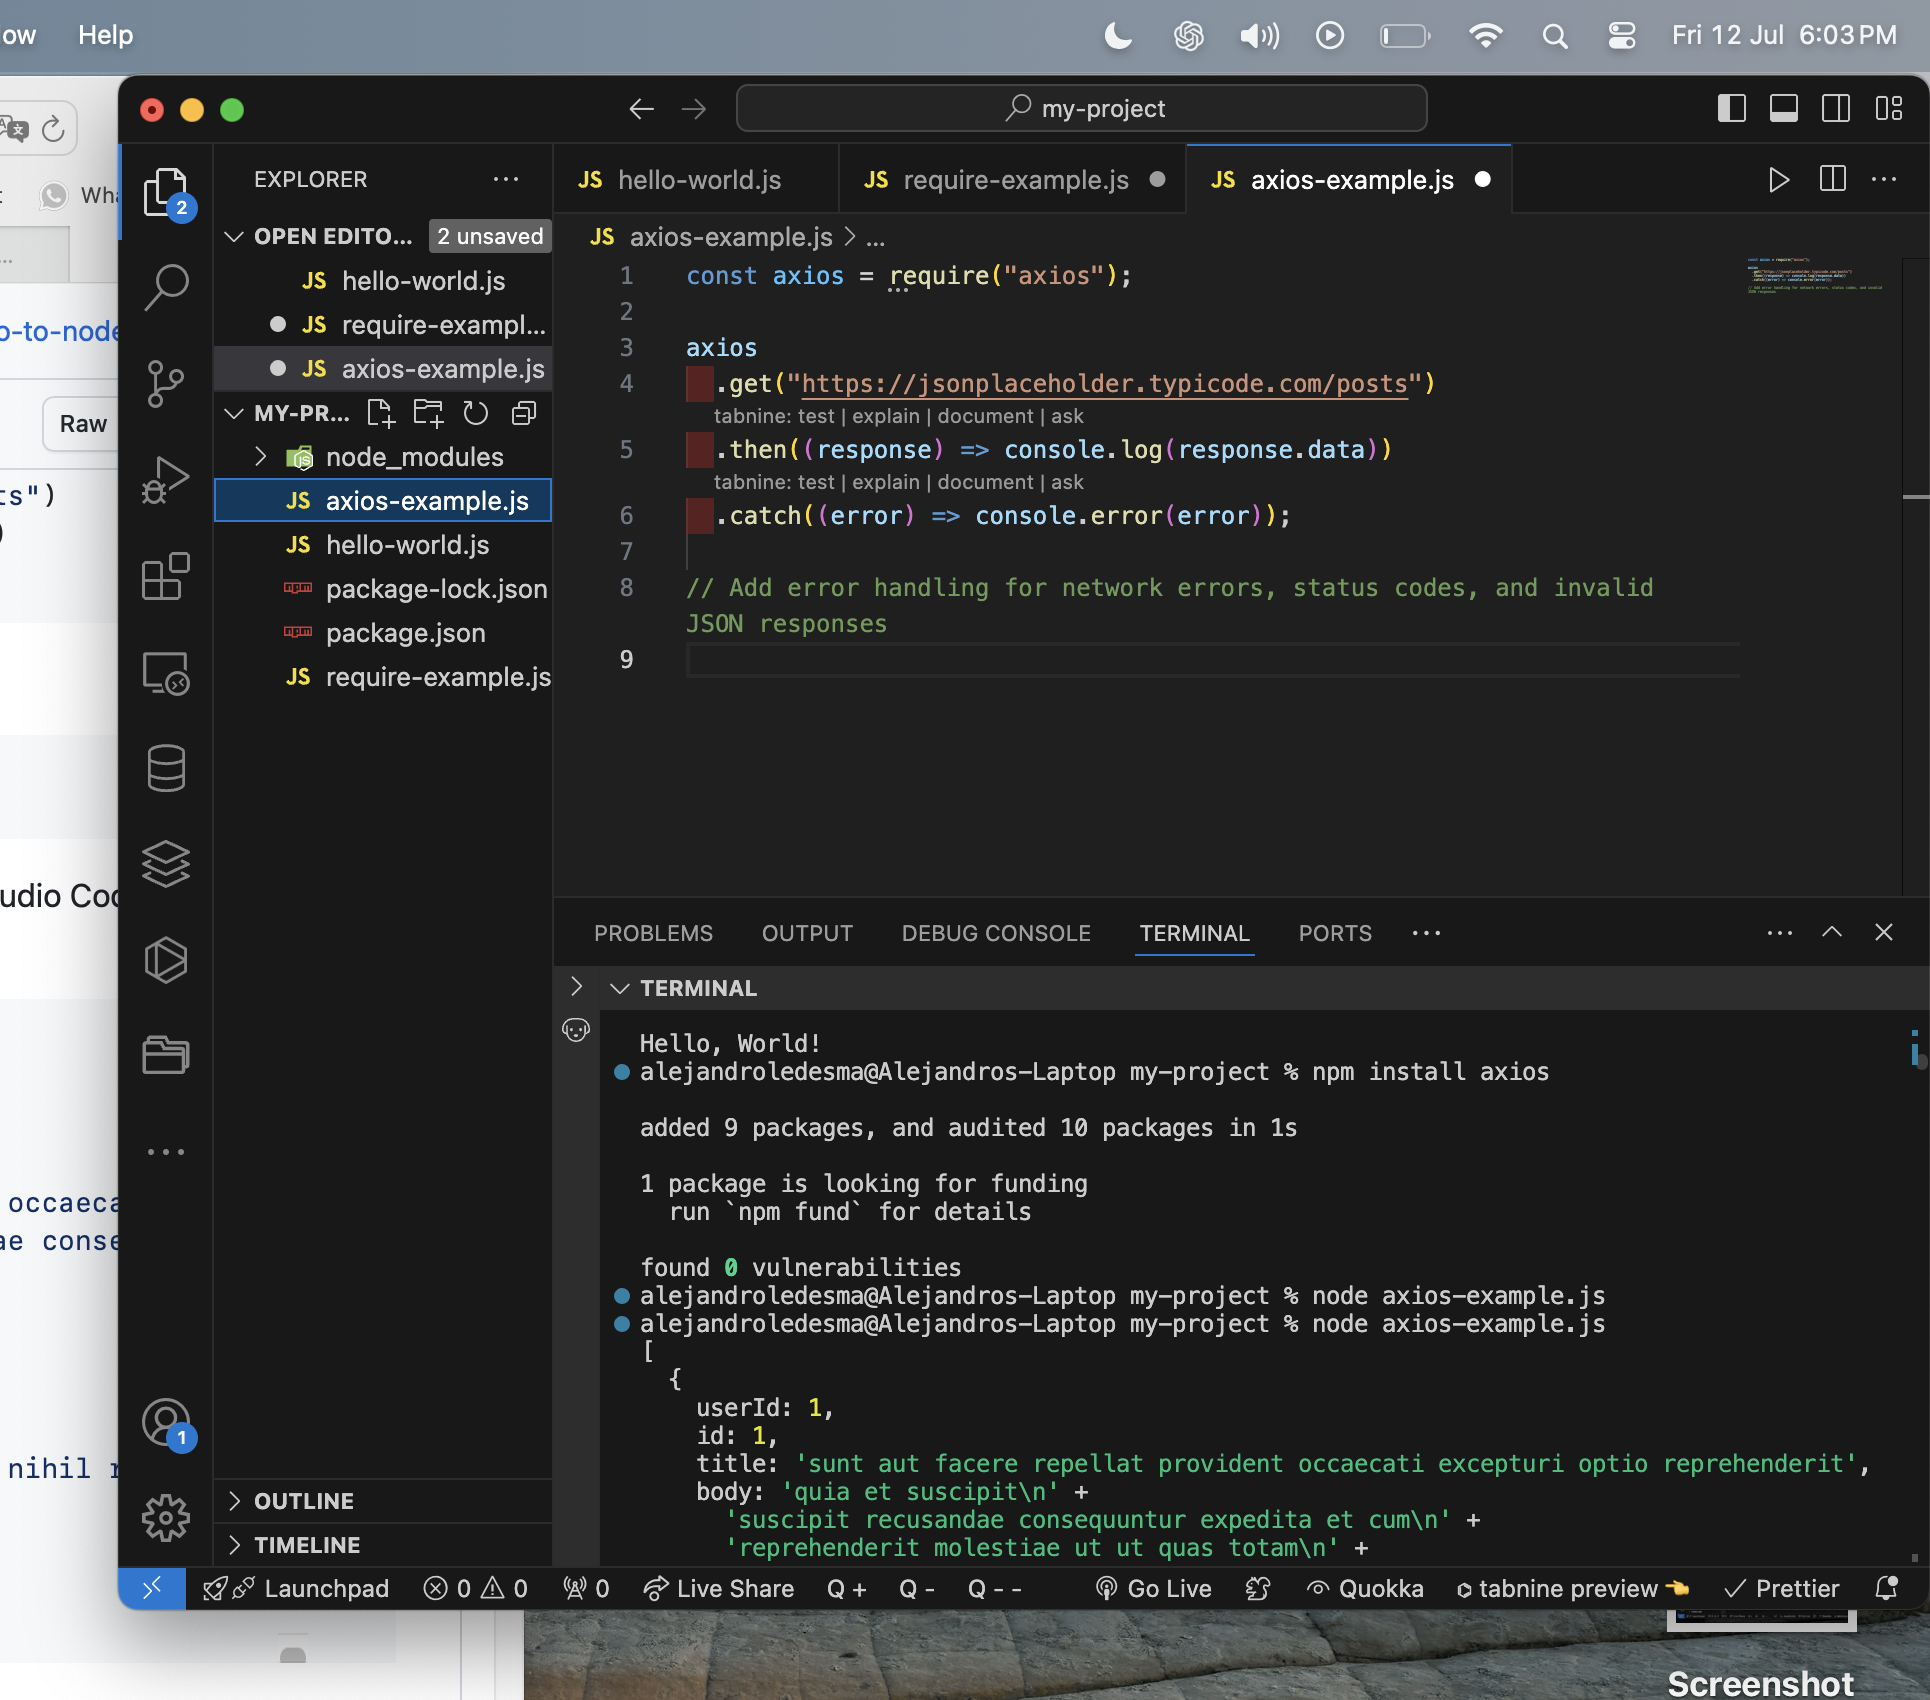 Help
Fri 12 Jul 6:03 PM
my-project
EXPLORER
hello-world.js
require-example.js
axios-example.js
2
OPEN EDITO... 2 unsaved
JS hello-world.js
JS require-exampl...
JS axios-example.js
MY-PR...
node_modules
JS axios-example.js
JS hello-world.js
package-lock.json
package.json
JS require-example.js
OUTLINE
TIMELINE
1
o-to-node
Raw
ts")
)
udio Coc
occaeca
ae conse
nihil r
JS axios-example.js > ...
1 const axios = require("axios");
2
3 axios
4 .get("https://jsonplaceholder.typicode.com/posts")
tabnine: test | explain | document | ask
5 .then((response) => console.log(response.data))
tabnine: test | explain | document | ask
6 .catch((error) => console.error(error));
7
8 // Add error handling for network errors, status codes, and invalid
JSON responses
9
PROBLEMS OUTPUT DEBUG CONSOLE TERMINAL PORTS
TERMINAL
Hello, World!
alejandroledesma@Alejandros-Laptop my-project % npm install axios
added 9 packages, and audited 10 packages in 1s
1 package is looking for funding
run `npm fund` for details
found 0 vulnerabilities
alejandroledesma@Alejandros-Laptop my-project % node axios-example.js
alejandroledesma@Alejandros-Laptop my-project % node axios-example.js
[
{
userId: 1,
id: 1,
title: 'sunt aut facere repellat provident occaecati excepturi optio reprehenderit',
body: 'quia et suscipit\n' +
'suscipit recusandae consequuntur expedita et cum\n' +
'reprehenderit molestiae ut ut quas totam\n' +
Launchpad 0 0 0 Live Share Q + Q - Q - - Go Live Quokka tabnine preview Prettier
Screenshot